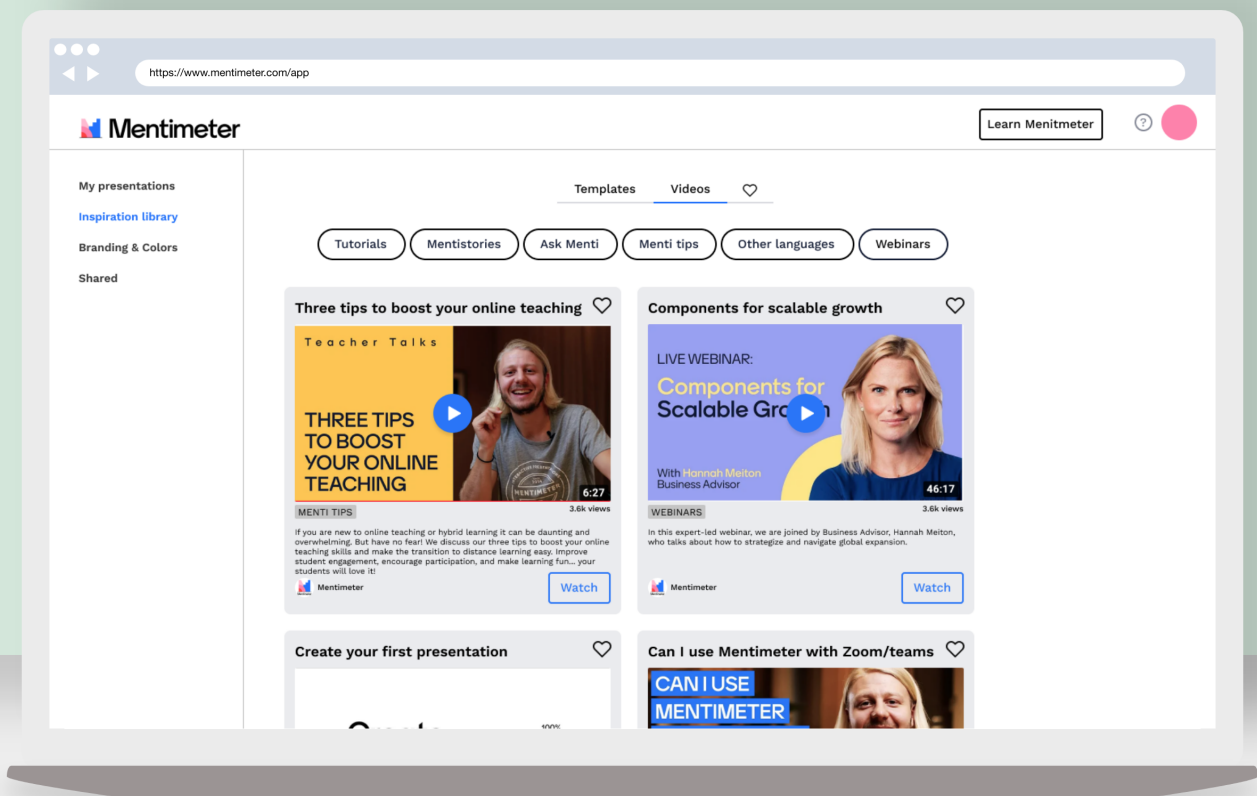 https://www.mentimeter.com/app
Mentimeter
Learn Menitmeter
?
My presentations
Inspiration library
Branding & Colors
Shared
Templates
Videos
Tutorials
Mentistories
Ask Menti
Menti tips
Other languages
Webinars
Three tips to boost your online teaching
Teacher Talks
THREE TIPS
TO BOOST
YOUR ONLINE
TEACHING
MENTIMETER
6:27
MENTI TIPS
3.6k views
If you are new to online teaching or hybrid learning it can be daunting and
overwhelming. But have no fear! We discuss our three tips to boost your online
teaching skills and make the transition to distance learning easy. Improve
student engagement, encourage participation, and make learning fun... your
students will love it!
Mentimeter
Watch
Components for scalable growth
LIVE WEBINAR:
Components for
Scalable
With Hannah Meiton
Business Advisor
46:17
WEBINARS
3.6k views
In this expert-led webinar, we are joined by Business Advisor, Hannah Meiton,
who talks about how to strategize and navigate global expansion.
Mentimeter
Watch
Create your first presentation
100%
Can I use Mentimeter with Zoom/teams
CAN I USE
MENTIMETER